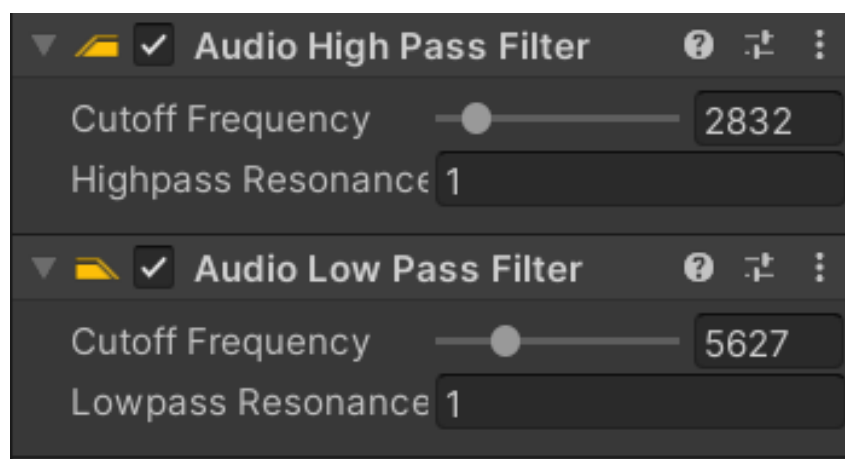 Audio High Pass Filter
Cutoff Frequency 2832
Highpass Resonance 1
Audio Low Pass Filter
Cutoff Frequency 5627
Lowpass Resonance 1